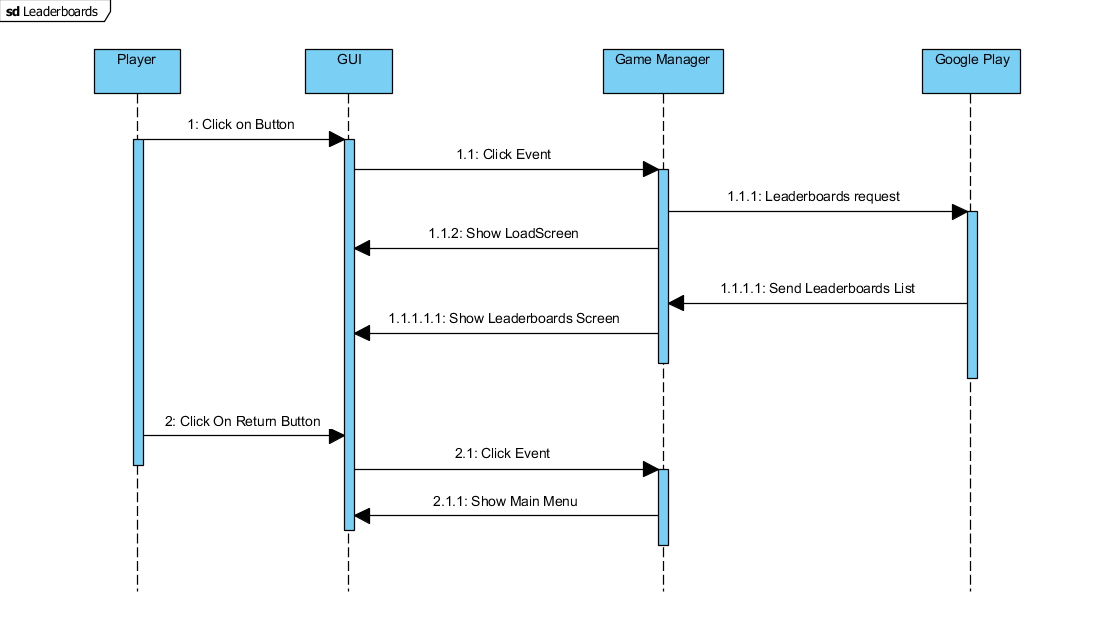 sd Leaderboards
Player
GUI
Game Manager
Google Play
1: Click on Button
1.1: Click Event
1.1.1: Leaderboards request
1.1.2: Show LoadScreen
1.1.1.1: Send Leaderboards List
1.1.1.1.1: Show Leaderboards Screen
2: Click On Return Button
2.1: Click Event
2.1.1: Show Main Menu